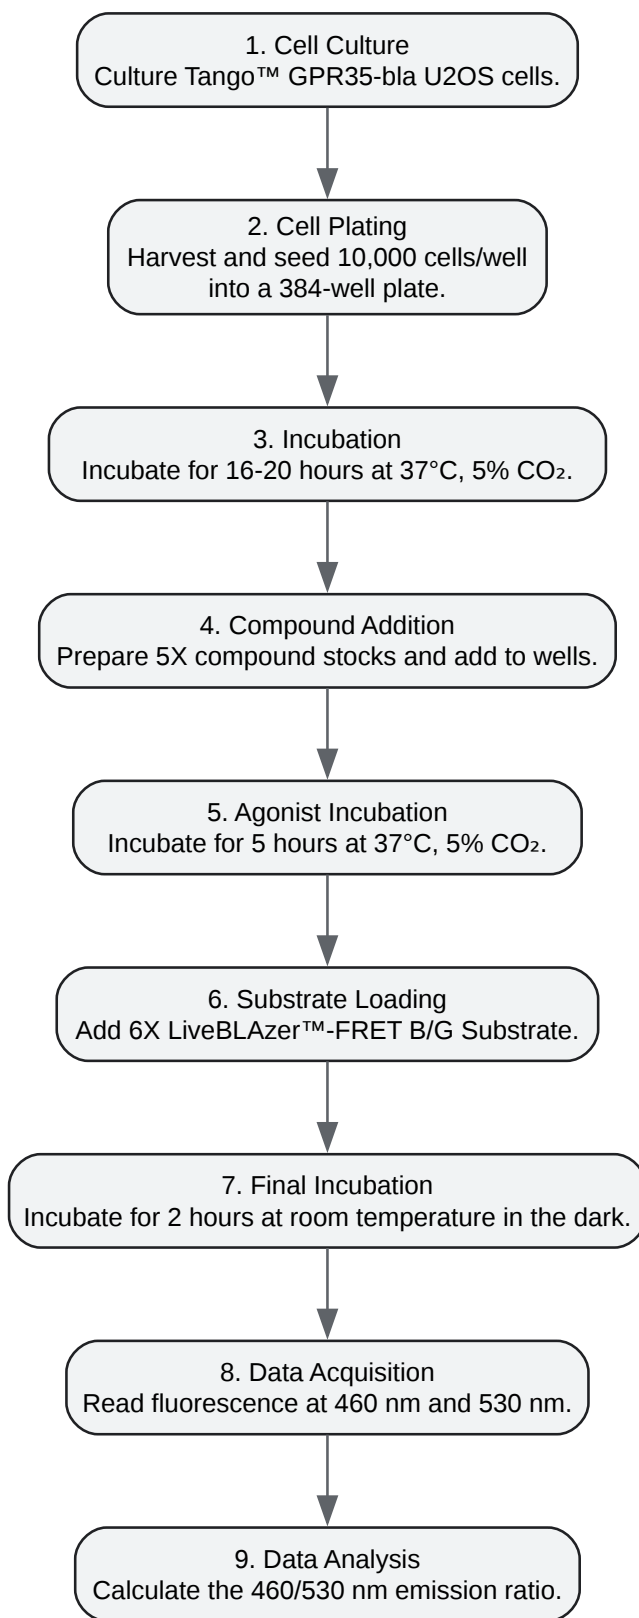 1. Cell Culture
Culture Tango™ GPR35-bla U2OS cells.
2. Cell Plating
Harvest and seed 10,000 cells/well
into a 384-well plate.
3. Incubation
Incubate for 16-20 hours at 37°C, 5% CO₂.
4. Compound Addition
Prepare 5X compound stocks and add to wells.
5. Agonist Incubation
Incubate for 5 hours at 37°C, 5% CO₂.
6. Substrate Loading
Add 6X LiveBLAzer™-FRET B/G Substrate.
7. Final Incubation
Incubate for 2 hours at room temperature in the dark.
8. Data Acquisition
Read fluorescence at 460 nm and 530 nm.
9. Data Analysis
Calculate the 460/530 nm emission ratio.